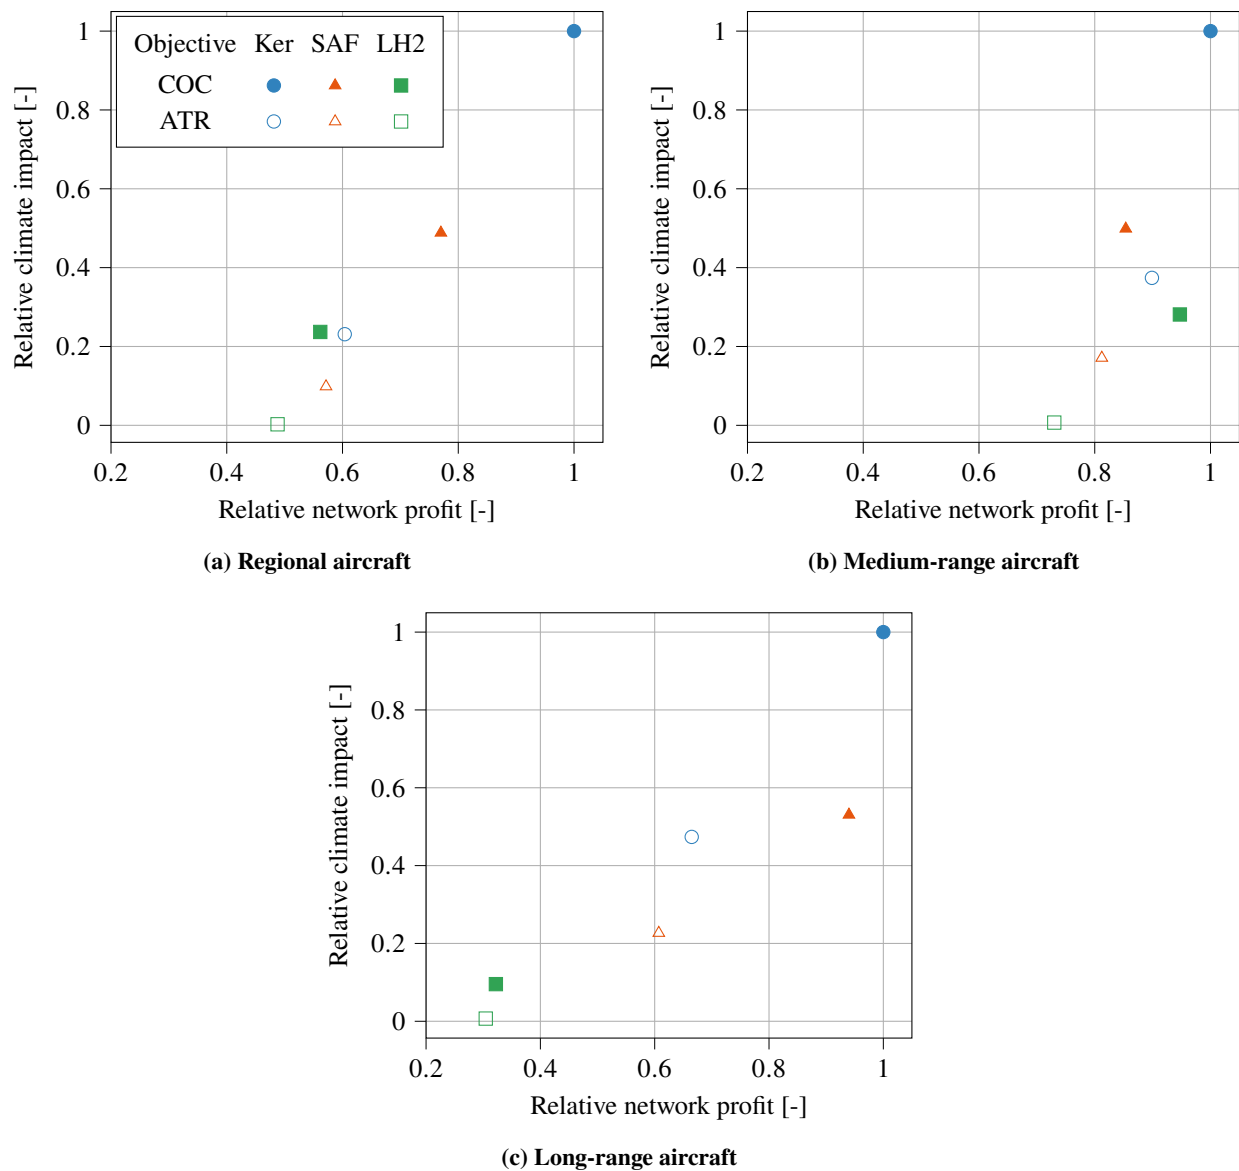 Objective Ker SAF LH2
COC
ATR
1
0.8
0.6
0.4
0.2
0
Relative climate impact [-]
0.2 0.4 0.6 0.8 1
Relative network profit [-]
(a) Regional aircraft
1
0.8
0.6
0.4
0.2
0
Relative climate impact [-]
0.2 0.4 0.6 0.8 1
Relative network profit [-]
(b) Medium-range aircraft
1
0.8
0.6
0.4
0.2
0
Relative climate impact [-]
0.2 0.4 0.6 0.8 1
Relative network profit [-]
(c) Long-range aircraft